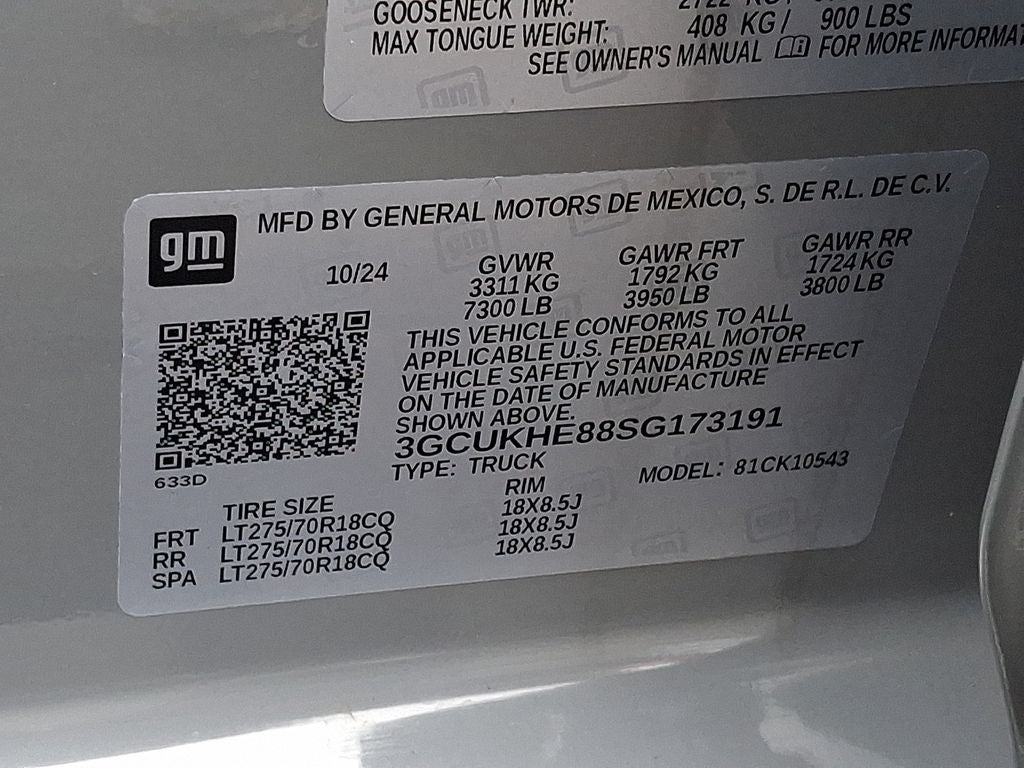 GOOSENECK TWR:
MAX TONGUE WEIGHT: 408 KG/ 900 LBS
SEE OWNER'S MANUAL FOR MORE
gm
MFD BY GENERAL MOTORS DE MEXICO, S. DE R.L. DE C.V.
10/24
GVWR GAWR FRT GAWR RR
3311 KG 1792 KG 1724 KG
7300 LB 3950 LB 3800 LB
THIS VEHICLE CONFORMS TO ALL
APPLICABLE U.S. FEDERAL MOTOR
VEHICLE SAFETY STANDARDS IN EFFECT
ON THE DATE OF MANUFACTURE
SHOWN ABOVE.
3GCUKHE88SG173191
633D
TYPE: TRUCK MODEL: 81CK10543
TIRE SIZE RIM
FRT LT275/70R18CQ 18X8.5J
RR LT275/70R18CQ 18X8.5J
SPA LT275/70R18CQ 18X8.5J